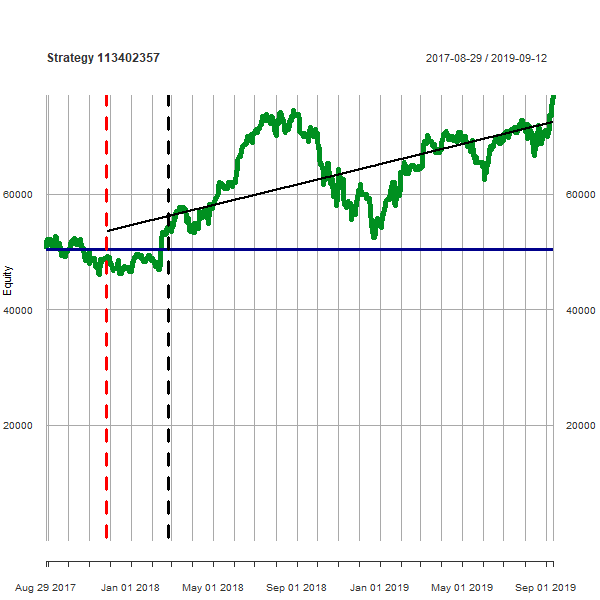 Strategy 113402357
2017-08-29 / 2019-09-12
Equity
60000
40000
20000
60000
40000
20000
Aug 29 2017
Jan 01 2018
May 01 2018
Sep 01 2018
Jan 01 2019
May 01 2019
Sep 01 2019